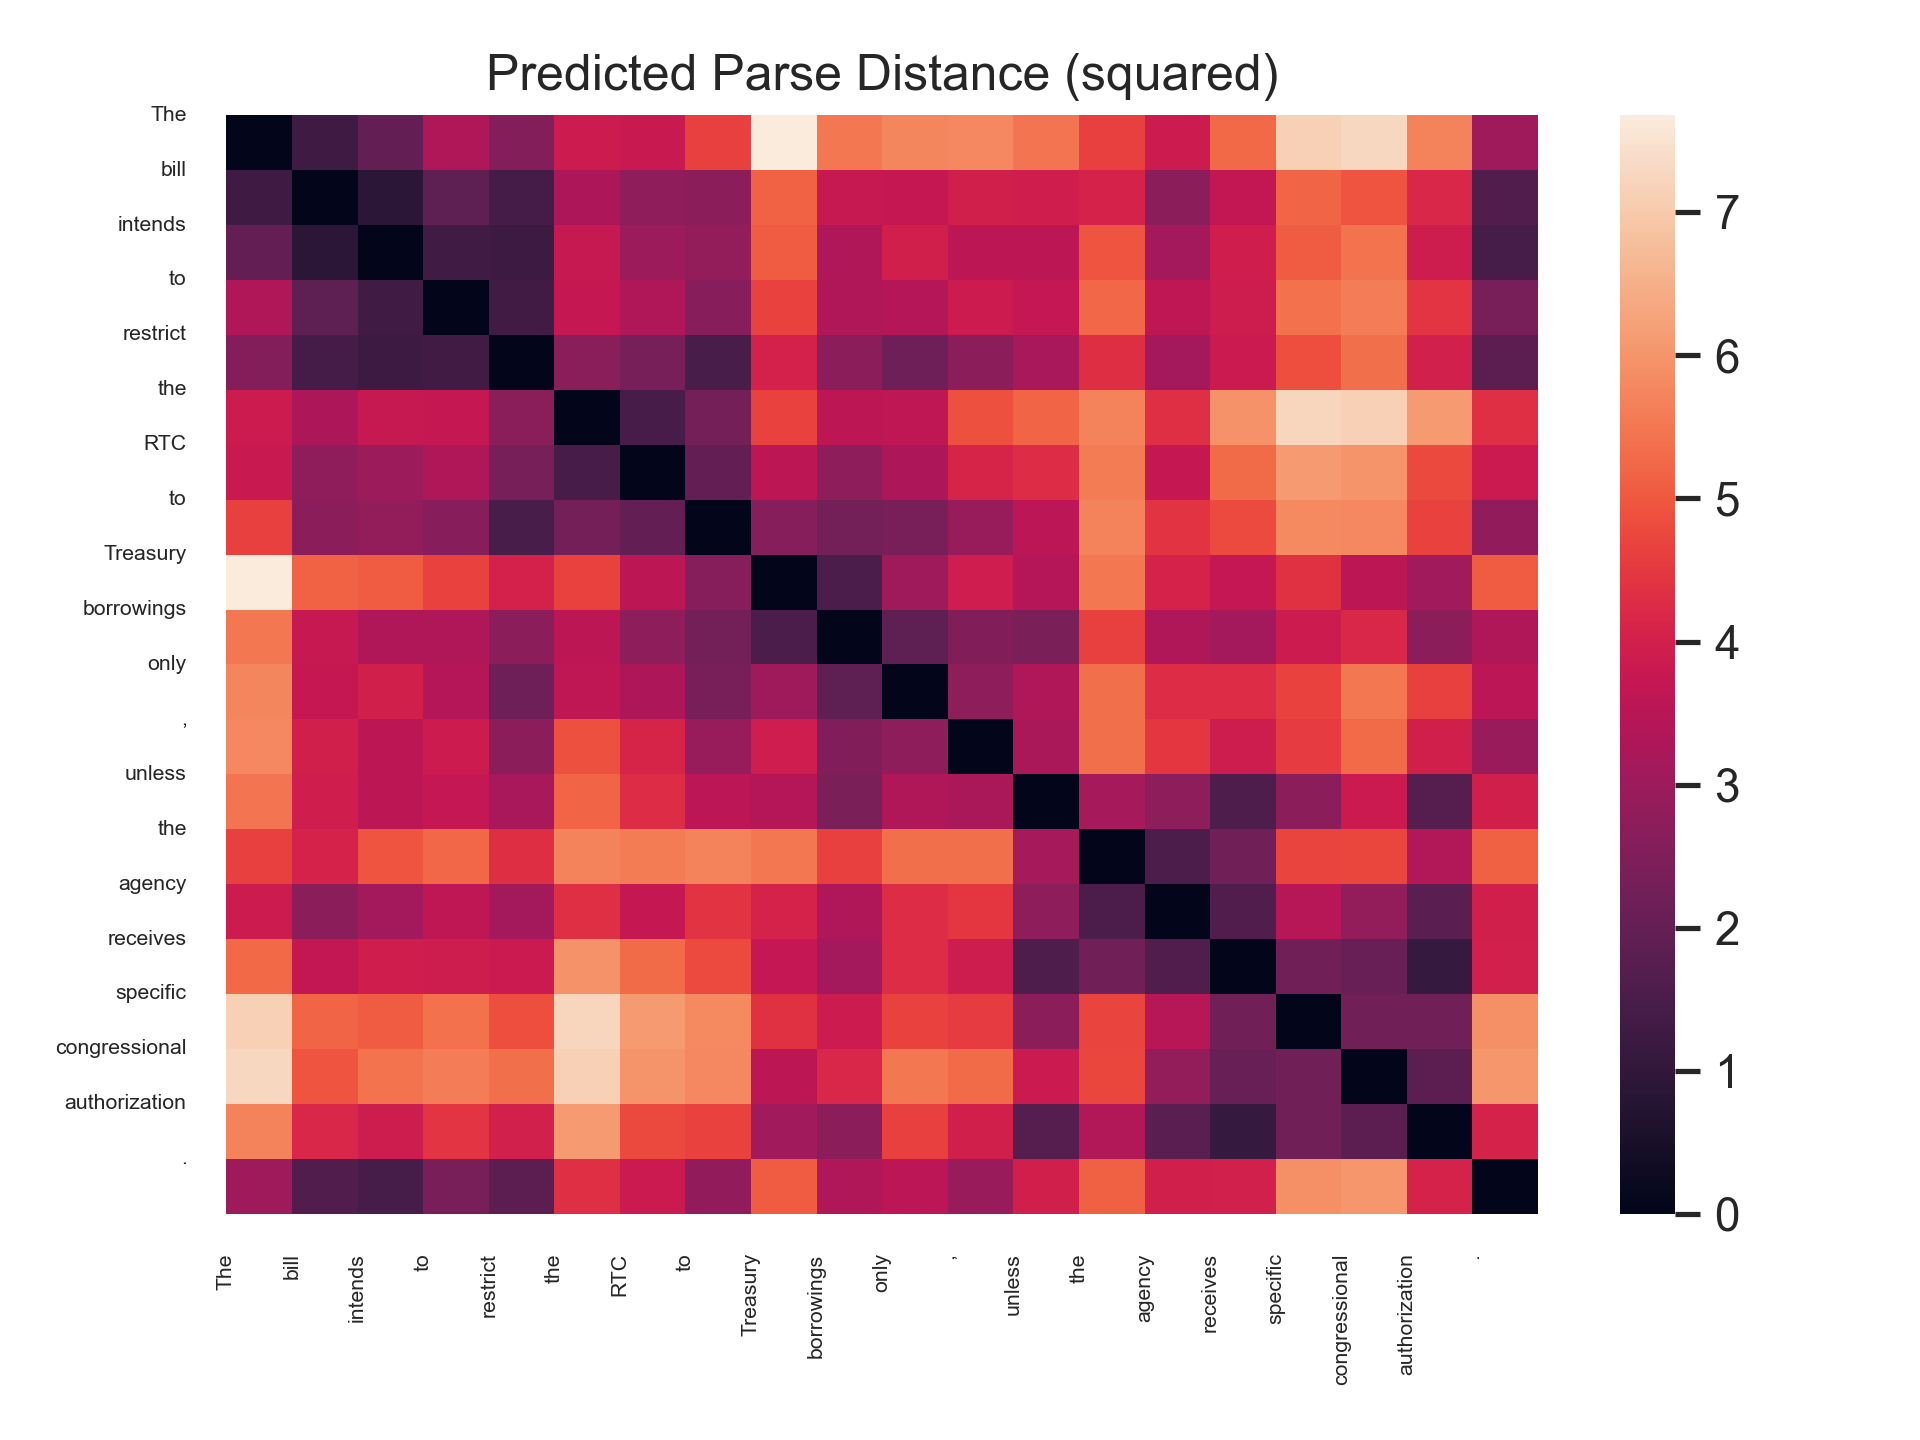 Predicted Parse Distance (squared)
The
bill
intends
to
restrict
the
RTC
to
Treasury
borrowings
only
,
unless
the
agency
receives
specific
congressional
authorization
.
7
6
5
4
3
2
1
0
The
bill
intends
to
restrict
the
RTC
to
Treasury
borrowings
only
,
unless
the
agency
receives
specific
congressional
authorization
.